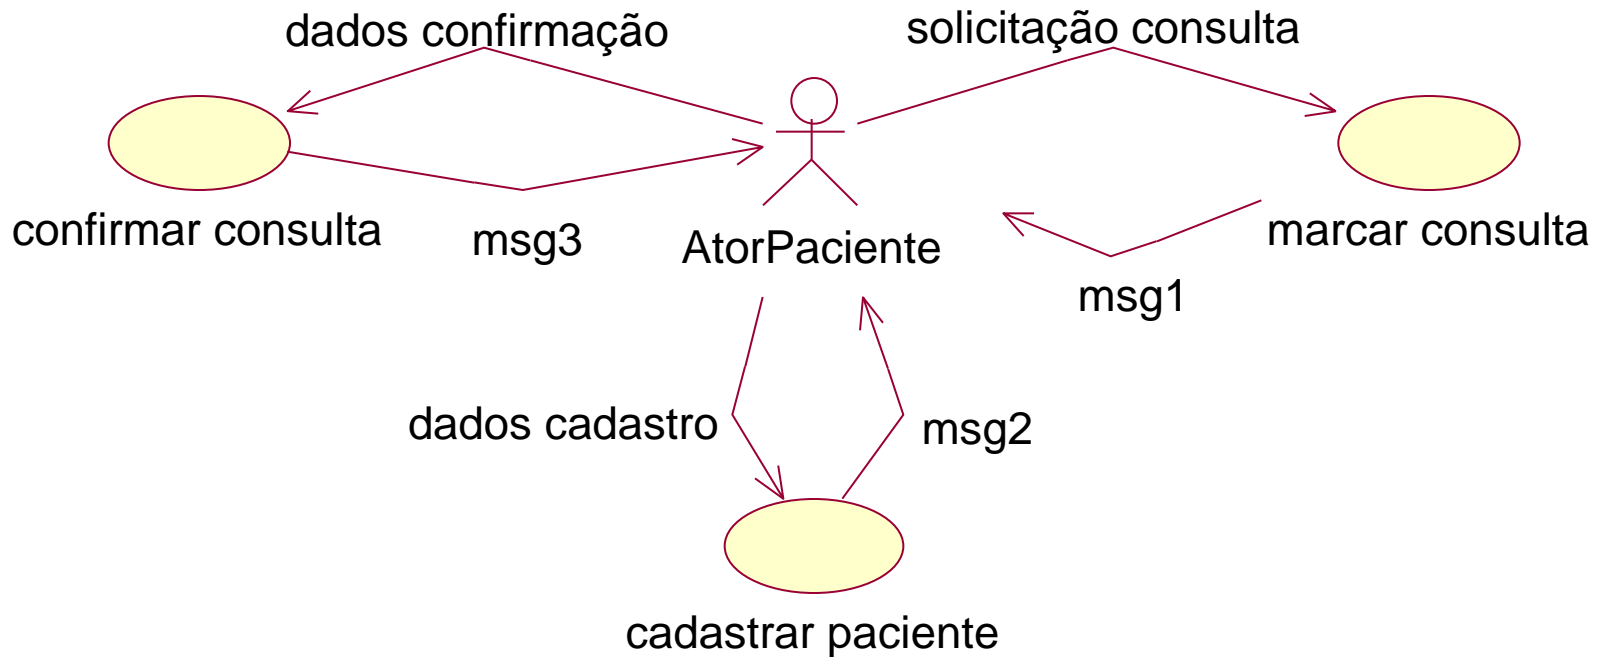 dados confirmação
solicitação consulta
confirmar consulta
msg3
AtorPaciente
marcar consulta
msg1
dados cadastro
msg2
cadastrar paciente